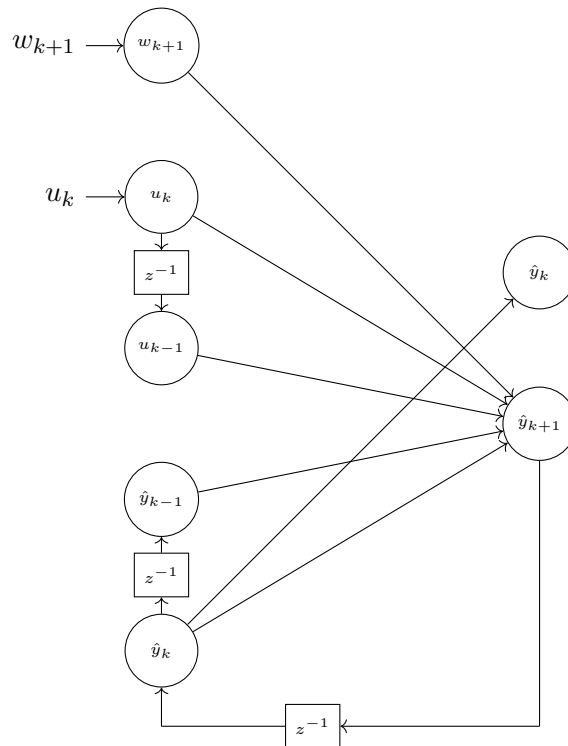 w_{k+1} w_{k+1}
u_k u_k
z^{-1}
ŷ_k
u_{k-1}
ŷ_{k+1}
ŷ_{k-1}
z^{-1}
ŷ_k
z^{-1}